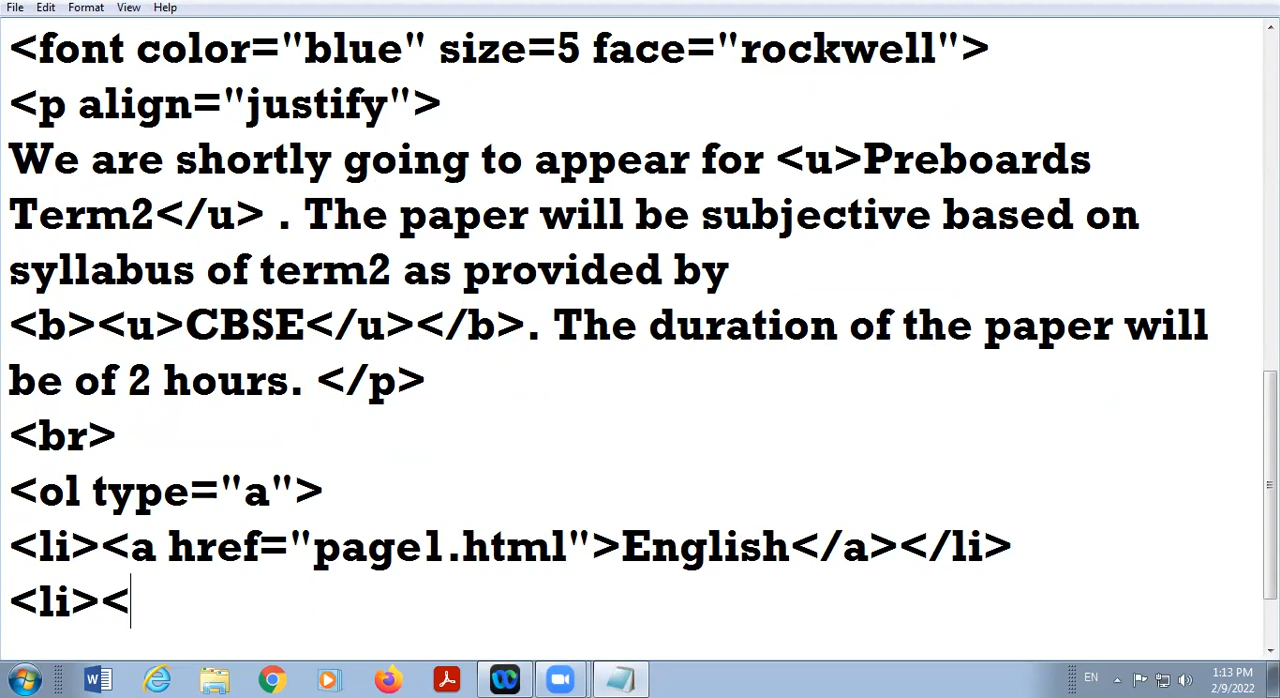 File Edit Format View Help
<font color="blue" size=5 face="rockwell">
<p align="justify">
We are shortly going to appear for <u>Preboards
Term2</u> . The paper will be subjective based on
syllabus of term2 as provided by
<b><u>CBSE</u></b>. The duration of the paper will
be of 2 hours. </p>
<br>
<ol type="a">
<li><a href="page1.html">English</a></li>
<li><
EN
1:13 PM
2/9/2022